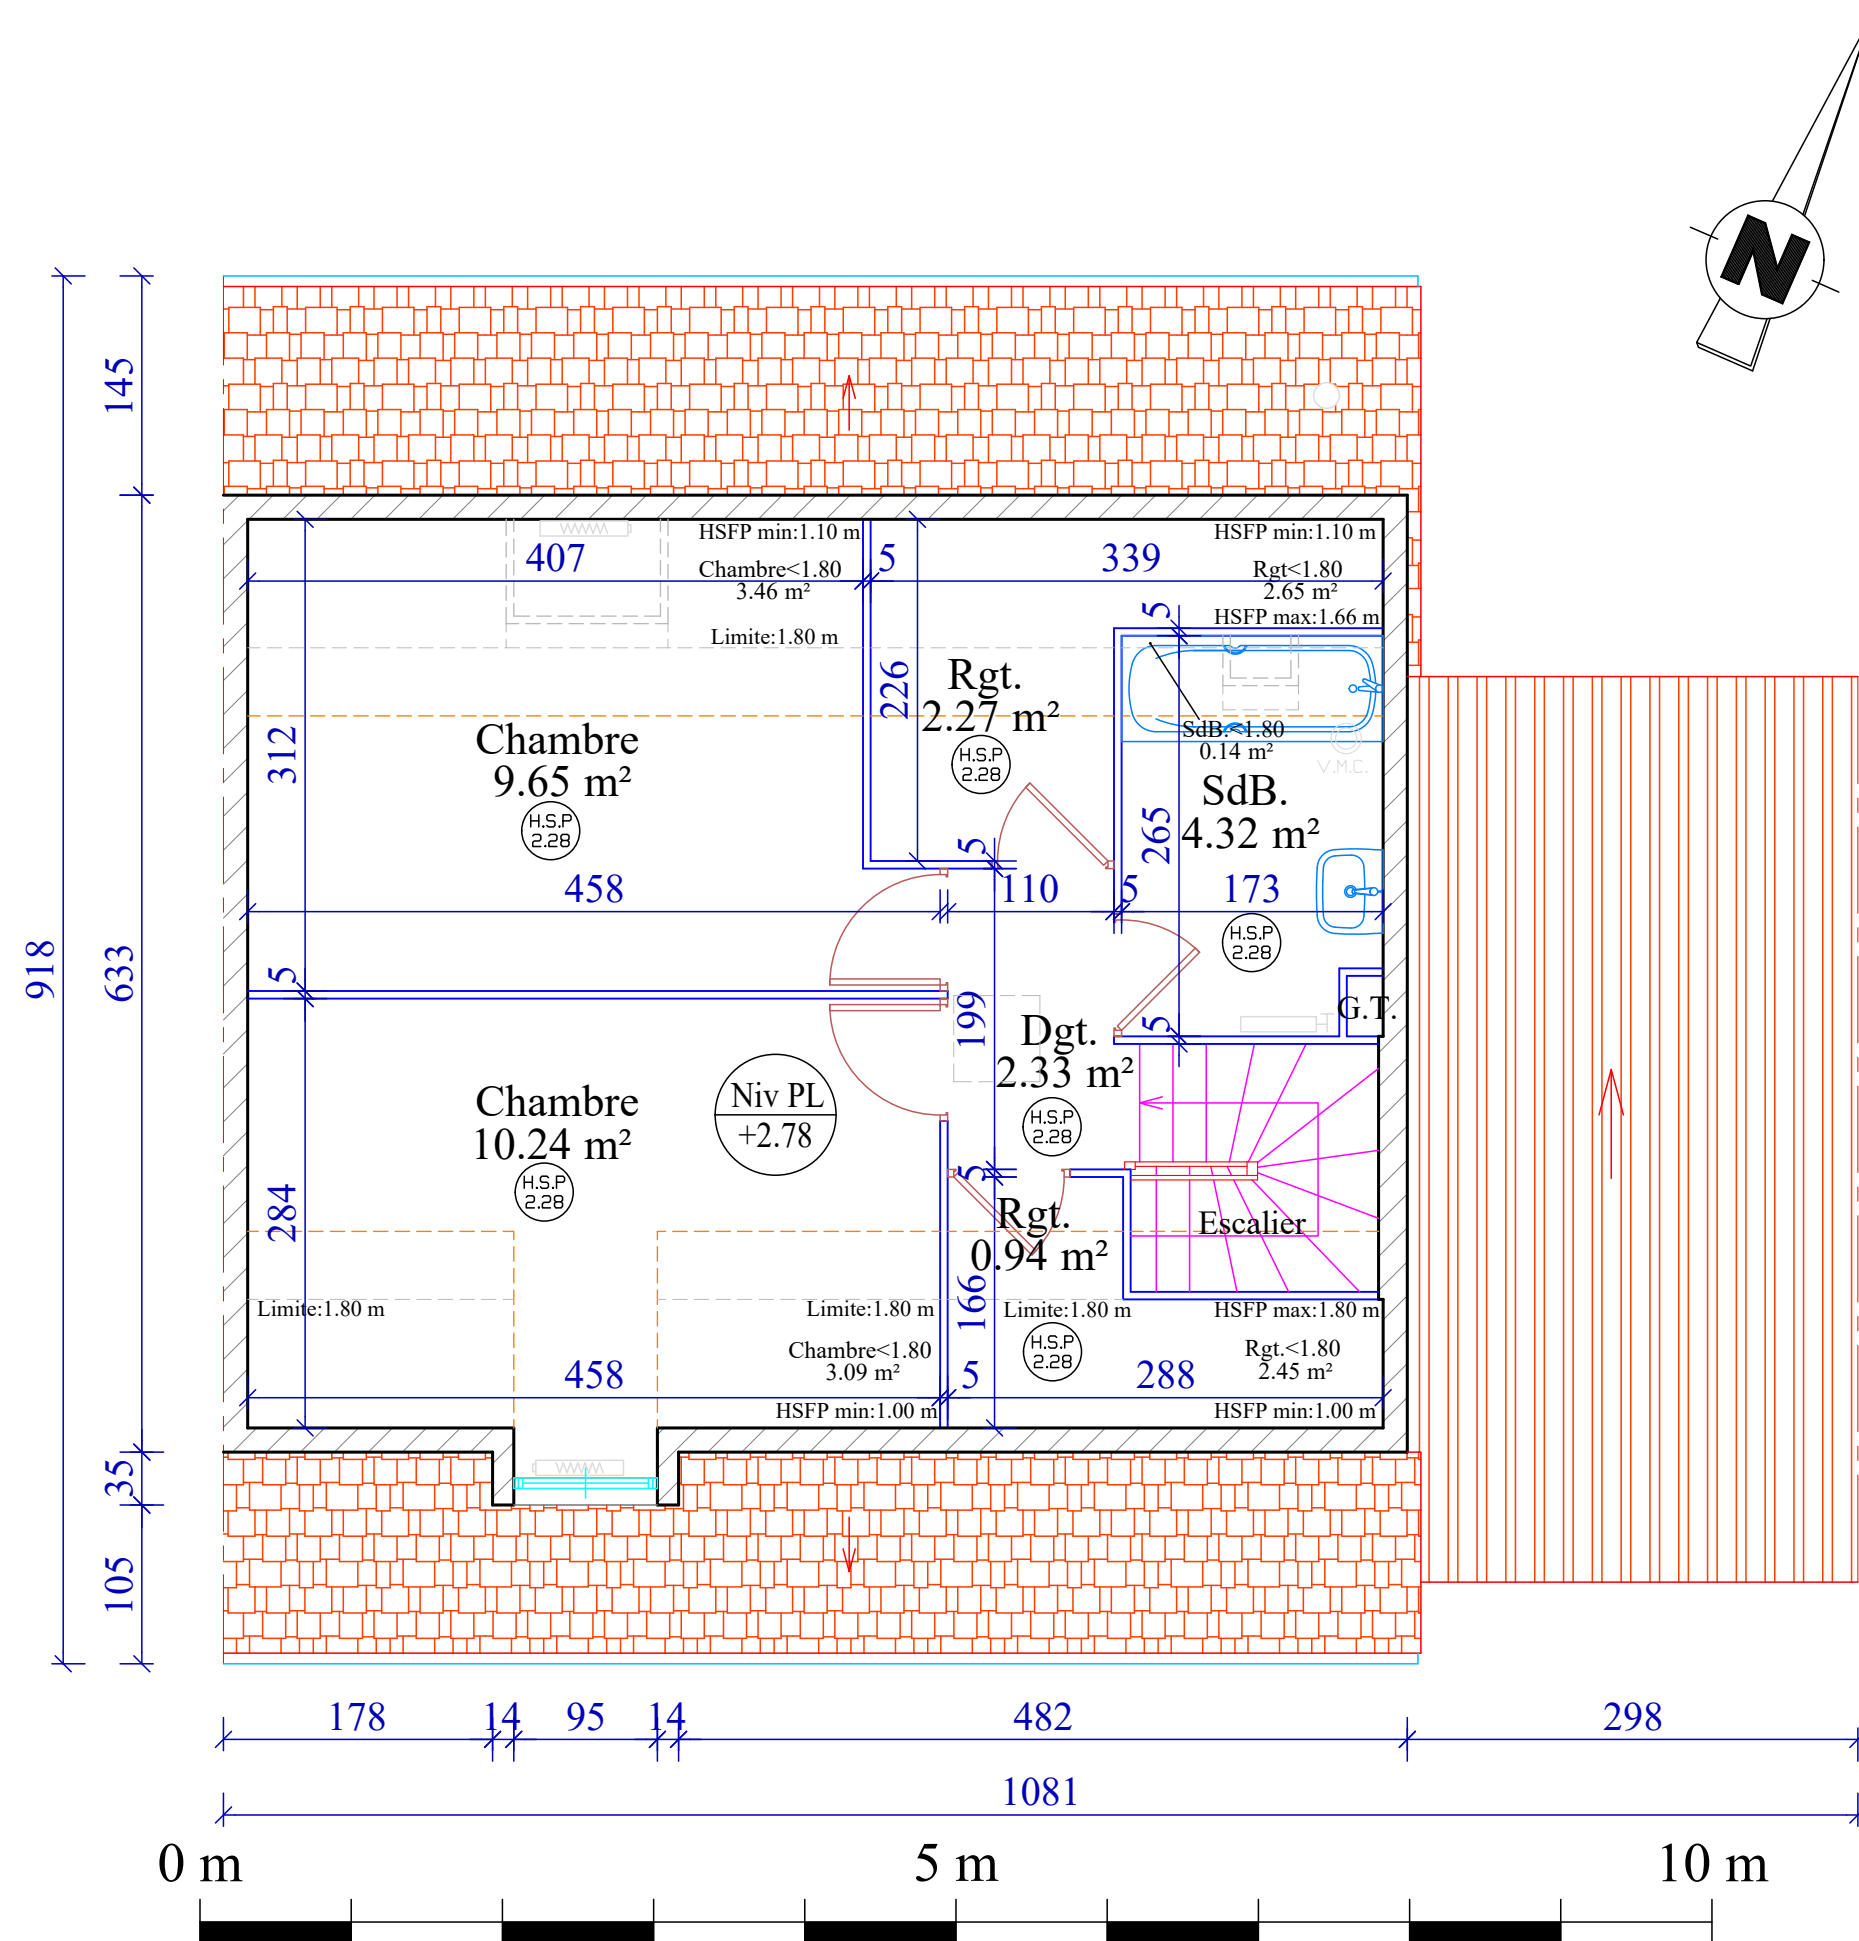 N
145
HSFP min:1.10 m
HSFP min:1.10 m
407
5
339
Chambre<1.80
3.46 m²
Rgt<1.80
2.65 m²
5
HSFP max:1.66 m
Limite:1.80 m
226
Rgt.
2.27 m²
H.S.P
2.28
SdB.<1.80
0.14 m²
V.M.C.
312
Chambre
9.65 m²
H.S.P
2.28
SdB.
4.32 m²
265
5
458
110
5
173
H.S.P
2.28
918
633
5
199
G.T.
5
Dgt.
2.33 m²
H.S.P
2.28
Chambre
10.24 m²
H.S.P
2.28
Niv PL
+2.78
284
5
Rgt.
0.94 m²
Escalier
166
Limite:1.80 m
Limite:1.80 m
Limite:1.80 m
HSFP max:1.80 m
H.S.P
2.28
Chambre<1.80
3.09 m²
Rgt.<1.80
2.45 m²
458
5
288
HSFP min:1.00 m
HSFP min:1.00 m
35
105
178
14
95
14
482
298
1081
0 m
5 m
10 m